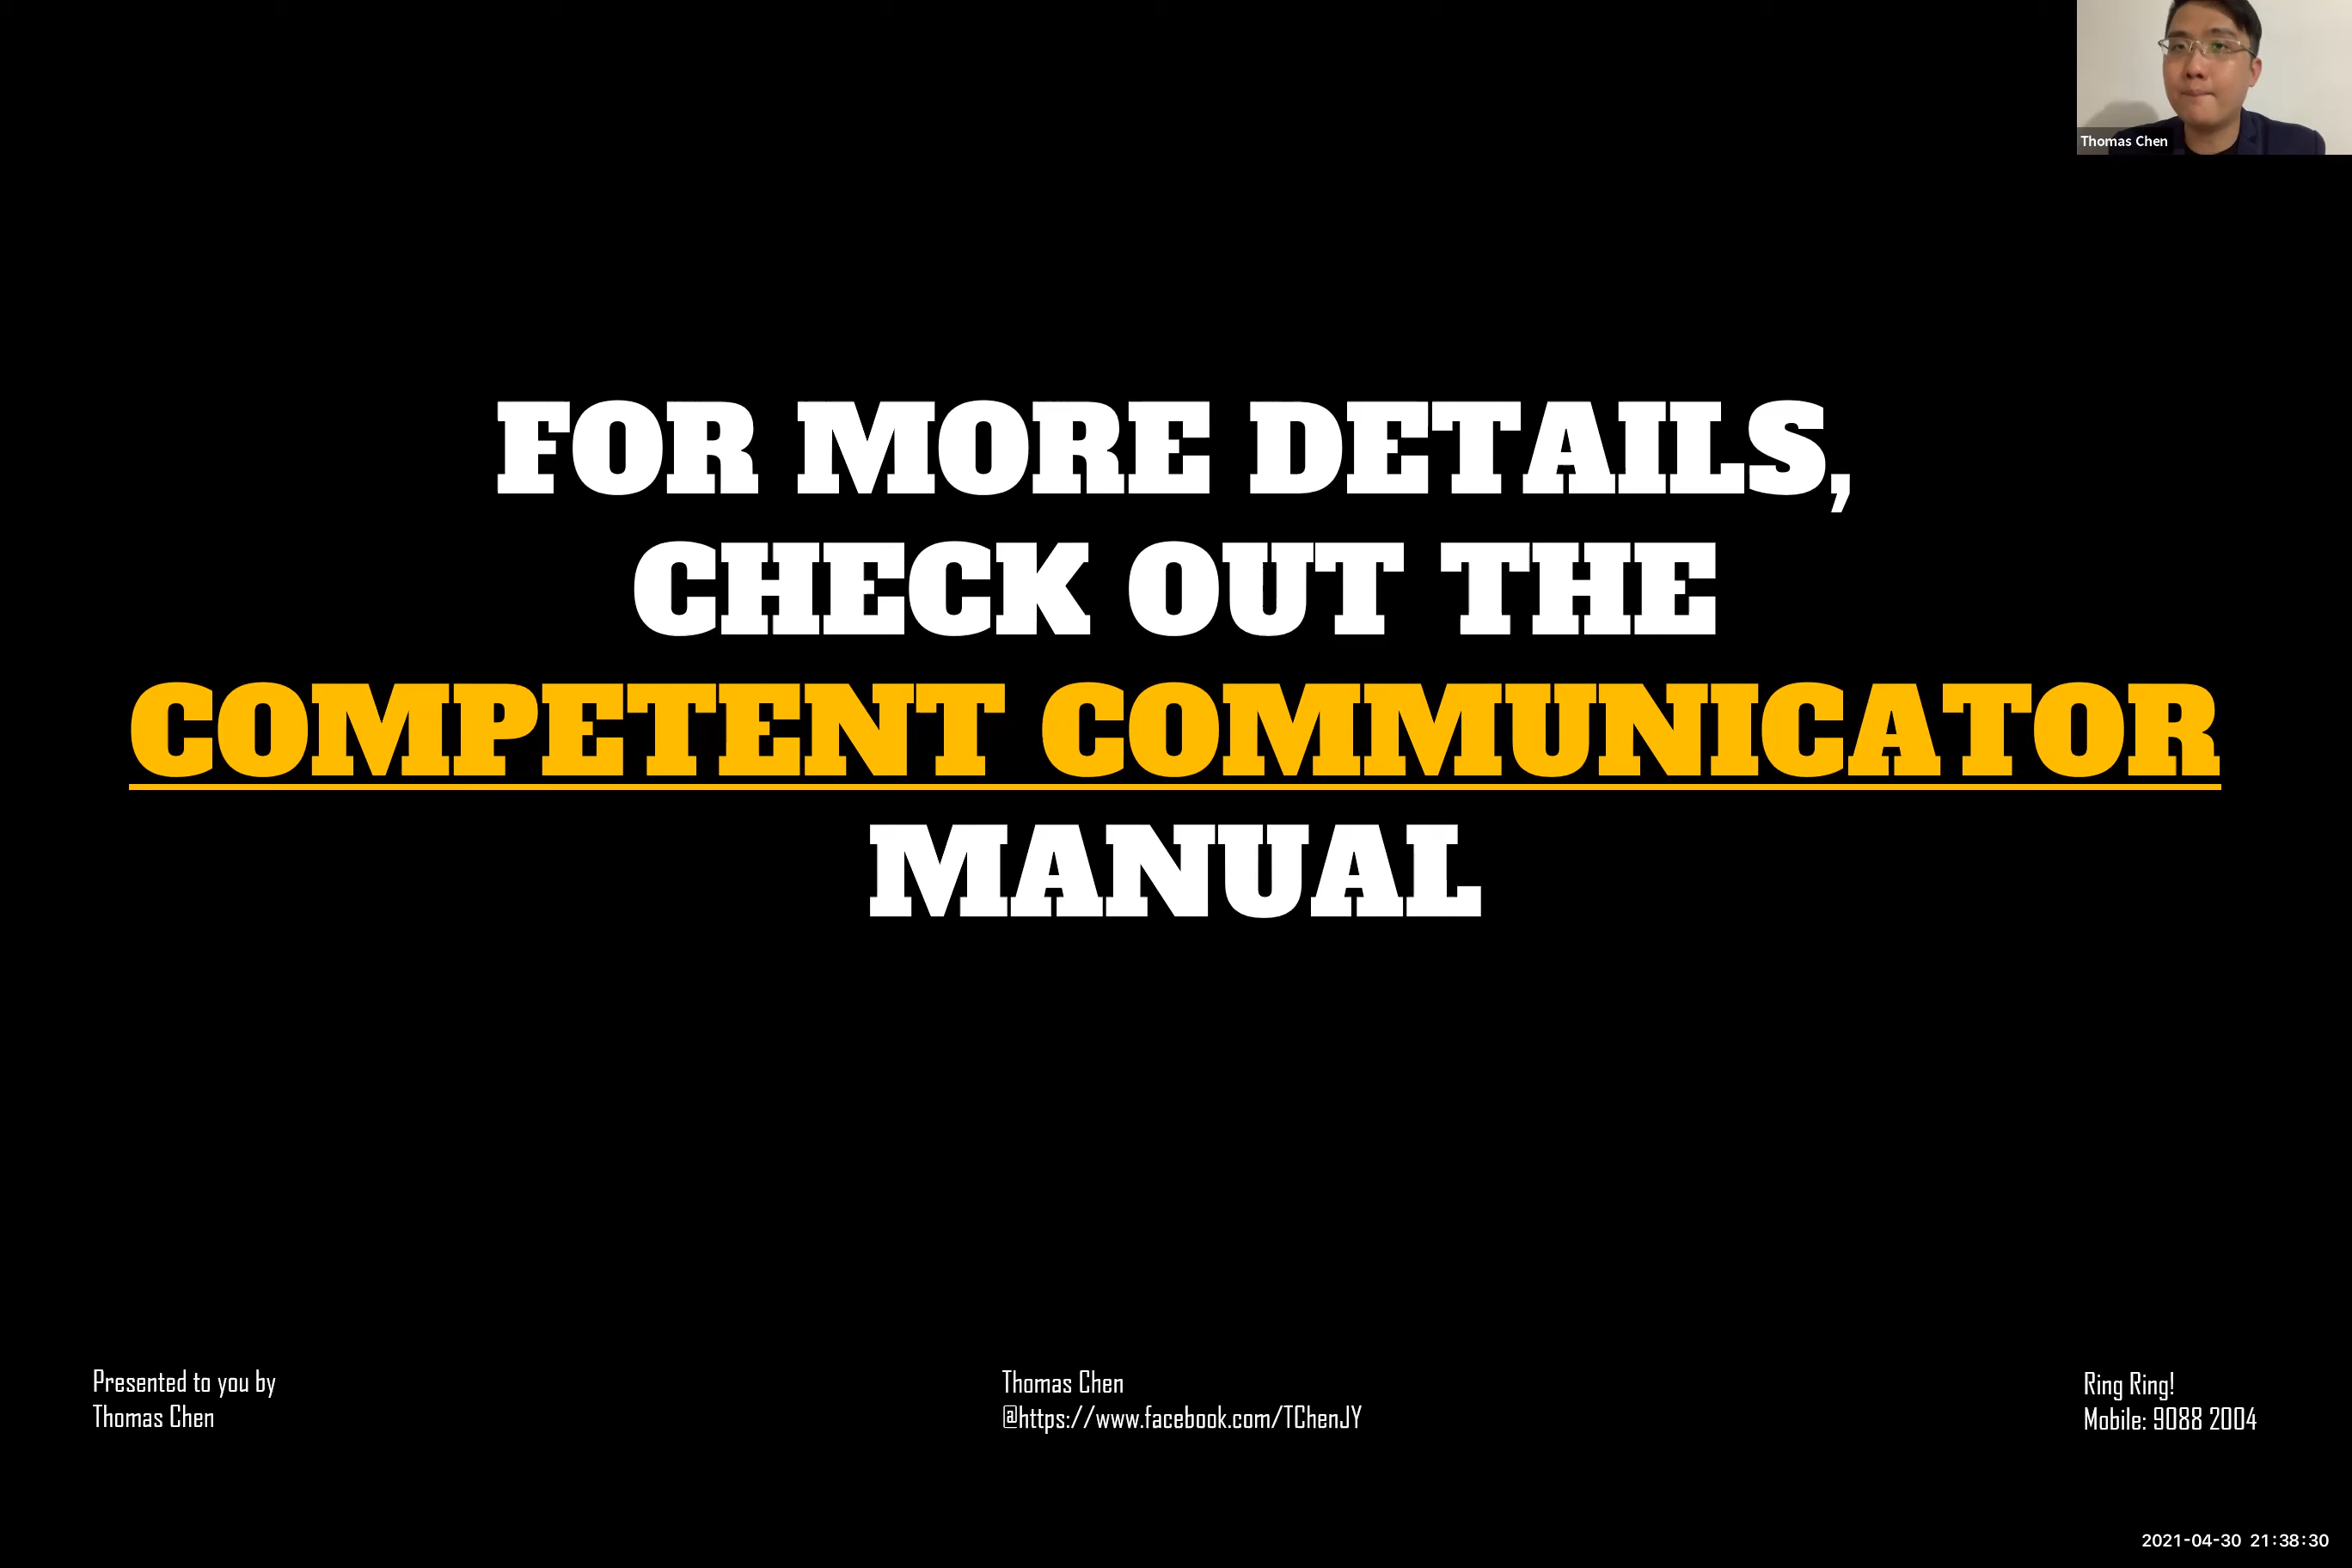 Thomas Chen
FOR MORE DETAILS,
CHECK OUT THE
COMPETENT COMMUNICATOR
MANUAL
Presented to you by
Thomas Chen
Thomas Chen
@https://www.facebook.com/TChenJY
Ring Ring!
Mobile: 9088 2004
2021-04-30 21:38:30